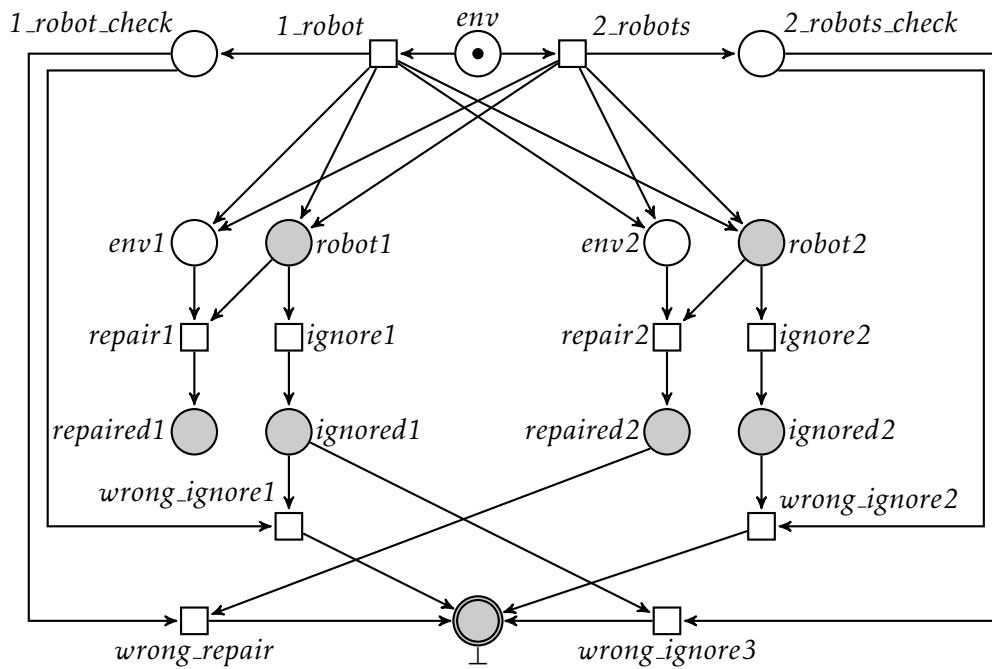 1_robot_check
1_robot
env
2_robots
2_robots_check
env1
robot1
env2
robot2
repair1
ignore1
repair2
ignore2
repaired1
ignored1
repaired2
ignored2
wrong_ignore1
wrong_ignore2
wrong_repair
⊥
wrong_ignore3